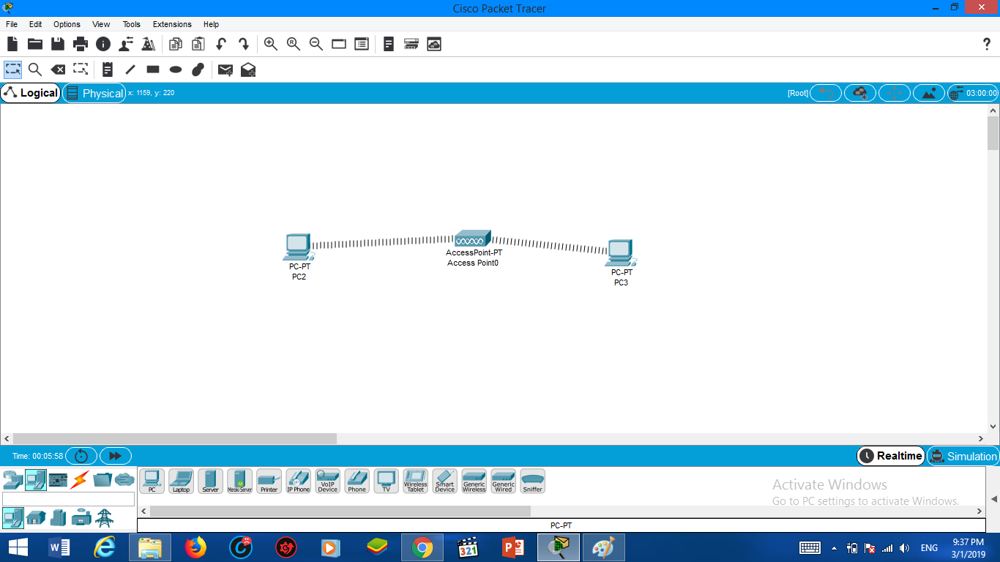 Cisco Packet Tracer
File Edit Options View Tools Extensions Help
Logical Physical x: 1159, y: 220 [Root] 03:00:00
AccessPoint-PT
Access Point0
PC-PT
PC2
PC-PT
PC3
Time: 00:05:58 Realtime Simulation
PC Laptop Server Meraki Server Printer IP Phone VoIP Device Phone TV Wireless Tablet Smart Device Generic Wireless Generic Wired Sniffer
Activate Windows
Go to PC settings to activate Windows.
PC-PT
321
ENG
9:37 PM
3/1/2019